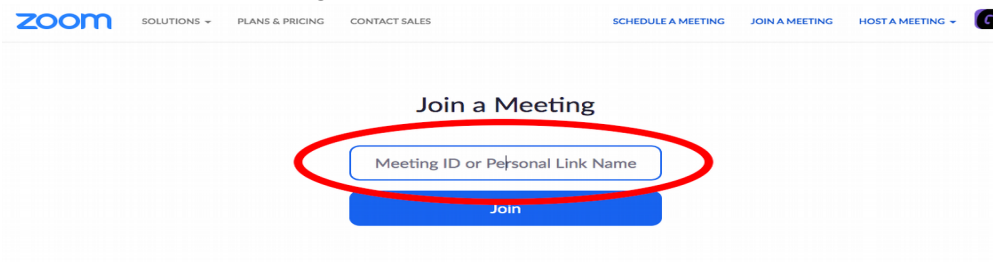 zoom SOLUTIONS PLANS & PRICING CONTACT SALES SCHEDULE A MEETING JOIN A MEETING HOST A MEETING
Join a Meeting
Meeting ID or Personal Link Name
Join